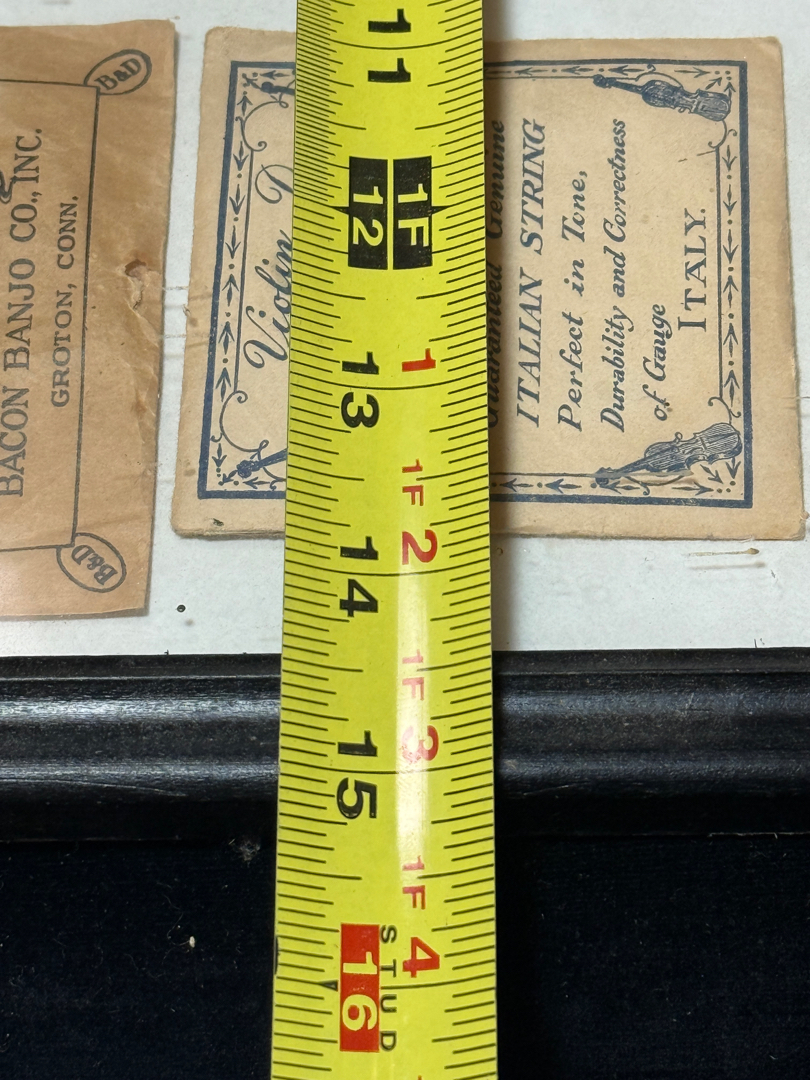 B&D
BACON BANJO CO., INC.
GROTON, CONN.
B&D
Violin
Guaranteed Genuine
ITALIAN STRING
Perfect in Tone,
Durability and Correctness
of Gauge
ITALY.
11
1F
12
1
13
1F 2
14
1F 3
15
1F 4
STUD
16